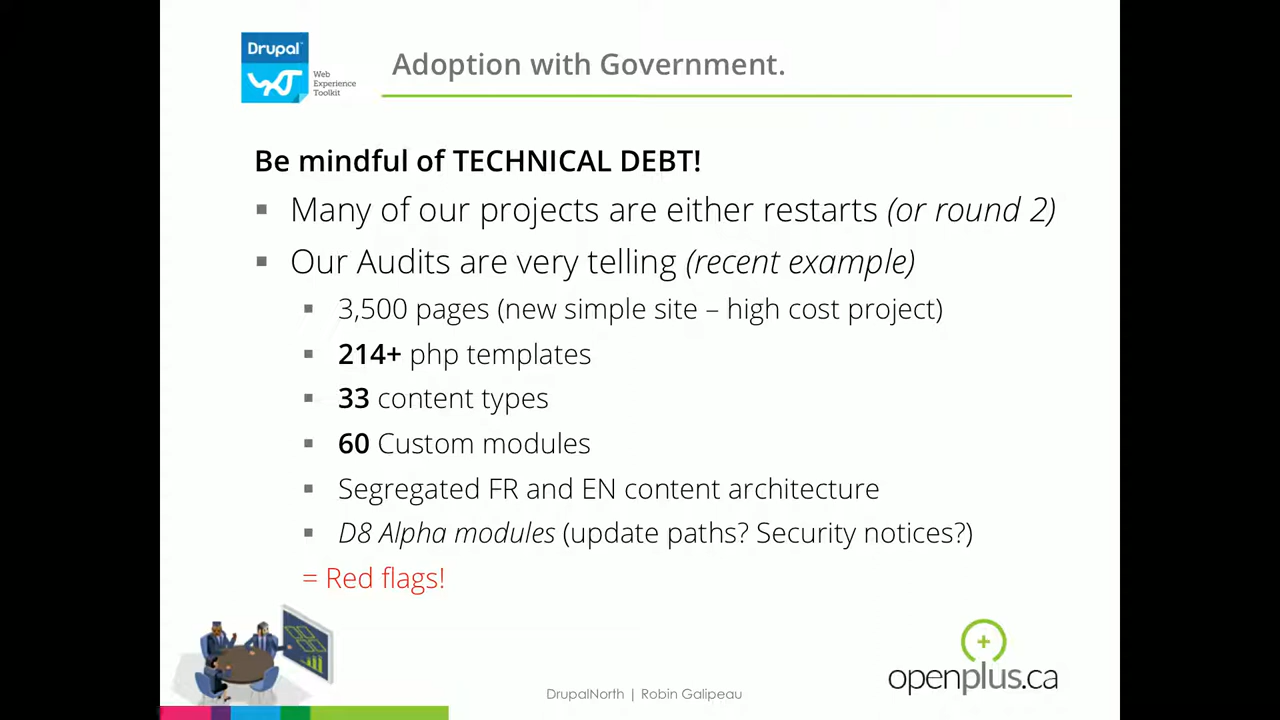 Drupal™
Web
Experience
Toolkit
Adoption with Government.
Be mindful of TECHNICAL DEBT!
Many of our projects are either restarts (or round 2)
Our Audits are very telling (recent example)
3,500 pages (new simple site – high cost project)
214+ php templates
33 content types
60 Custom modules
Segregated FR and EN content architecture
D8 Alpha modules (update paths? Security notices?)
= Red flags!
openplus.ca
DrupalNorth | Robin Galipeau